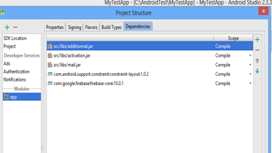 MyTestApp - [C:\AndroidTest\MyTestApp] - Android Studio 2.3.3
Project Structure
Properties Signing Flavors Build Types Dependencies
SDK Location
Project
Developer Services
Ads
Authentication
Notifications
Modules
app
Scope
src/libs/additionnal.jar Compile
src/libs/activation.jar Compile
src/libs/mail.jar Compile
com.android.support.constraint:constraint-layout:1.0.2 Compile
com.google.firebase:firebase-core:10.0.1 Compile